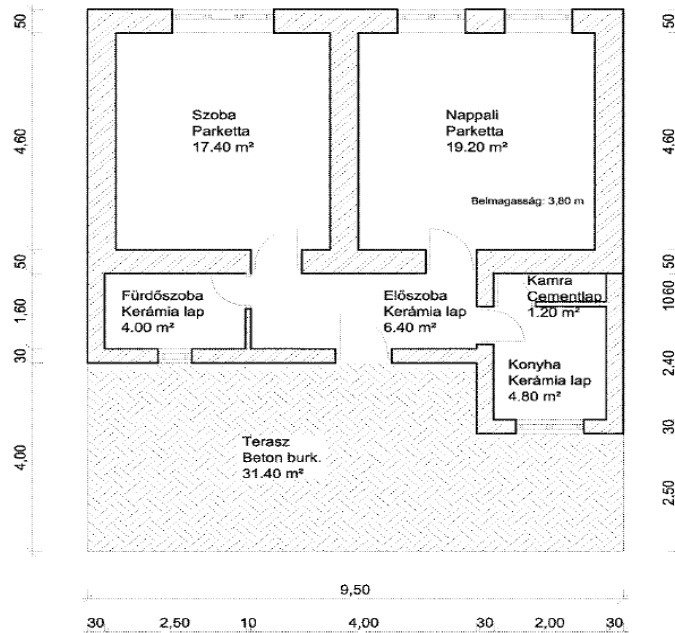 50
50
Szoba
Parketta
17.40 m²
Nappali
Parketta
19.20 m²
4,60
4,60
Belmagasság: 3,80 m
50
50
Fürdőszoba
Kerámia lap
4.00 m²
Előszoba
Kerámia lap
6.40 m²
Kamra
Cementlap
1.20 m²
1,60
1060
30
2,40
Konyha
Kerámia lap
4.80 m²
30
Terasz
Beton burk.
31.40 m²
4,00
2,50
9,50
30 2,50 10 4,00 30 2,00 30